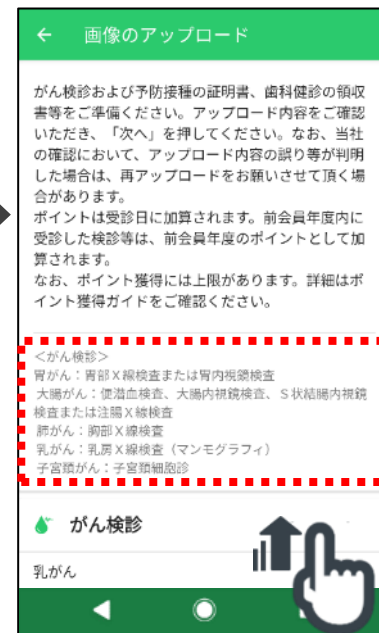 画像のアップロード
がん検診および予防接種の証明書、歯科健診の領収
書等をご準備ください。アップロード内容をご確認
いただき、「次へ」を押してください。なお、当社
の確認において、アップロード内容の誤り等が判明
した場合は、再アップロードをお願いさせて頂く場
合があります。
ポイントは受診日に加算されます。前会員年度内に
受診した検診等は、前会員年度のポイントとして加
算されます。
なお、ポイント獲得には上限があります。詳細はポ
イント獲得ガイドをご確認ください。
＜がん検診＞
胃がん：胃部Ｘ線検査または胃内視鏡検査
大腸がん：便潜血検査、大腸内視鏡検査、Ｓ状結腸内視鏡
検査または注腸Ｘ線検査
肺がん：胸部Ｘ線検査
乳がん：乳房Ｘ線検査（マンモグラフィ）
子宮頸がん：子宮頸細胞診
がん検診
乳がん